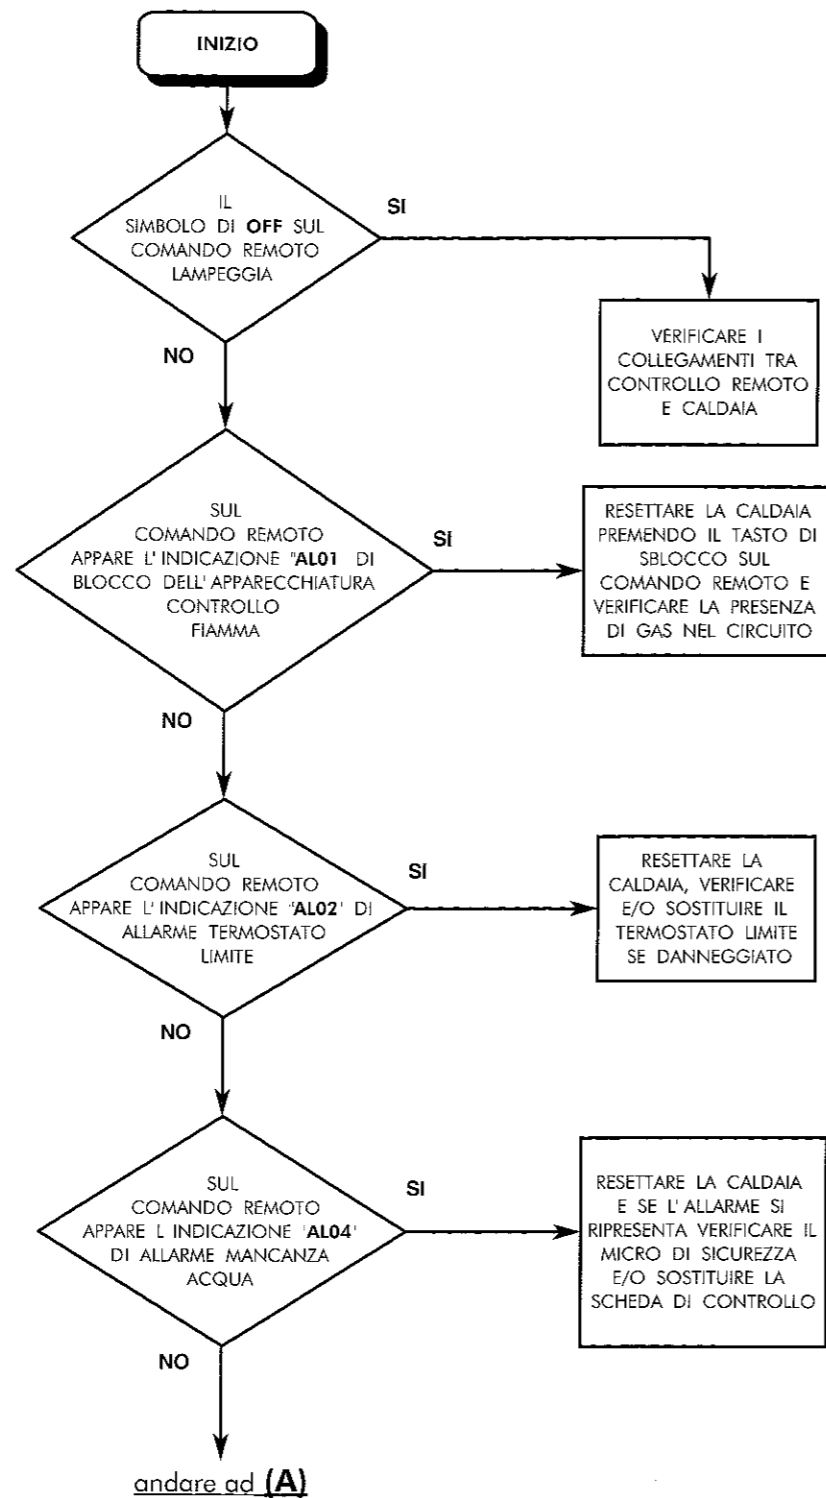 INIZIO
IL
SIMBOLO DI OFF SUL
COMANDO REMOTO
LAMPEGGIA
SI
NO
VERIFICARE I
COLLEGAMENTI TRA
CONTROLLO REMOTO
E CALDAIA
SUL
COMANDO REMOTO
APPARE L'INDICAZIONE "AL01 DI
BLOCCO DELL'APPARECCHIATURA
CONTROLLO
FIAMMA
SI
NO
RESETTARE LA CALDAIA
PREMENDO IL TASTO DI
SBLOCCO SUL
COMANDO REMOTO E
VERIFICARE LA PRESENZA
DI GAS NEL CIRCUITO
SUL
COMANDO REMOTO
APPARE L'INDICAZIONE "AL02' DI
ALLARME TERMOSTATO
LIMITE
SI
NO
RESETTARE LA
CALDAIA, VERIFICARE
E/O SOSTITUIRE IL
TERMOSTATO LIMITE
SE DANNEGGIATO
SUL
COMANDO REMOTO
APPARE L INDICAZIONE 'AL04'
DI ALLARME MANCANZA
ACQUA
SI
NO
RESETTARE LA CALDAIA
E SE L'ALLARME SI
RIPRESENTA VERIFICARE IL
MICRO DI SICUREZZA
E/O SOSTITUIRE LA
SCHEDA DI CONTROLLO
andare ad (A)